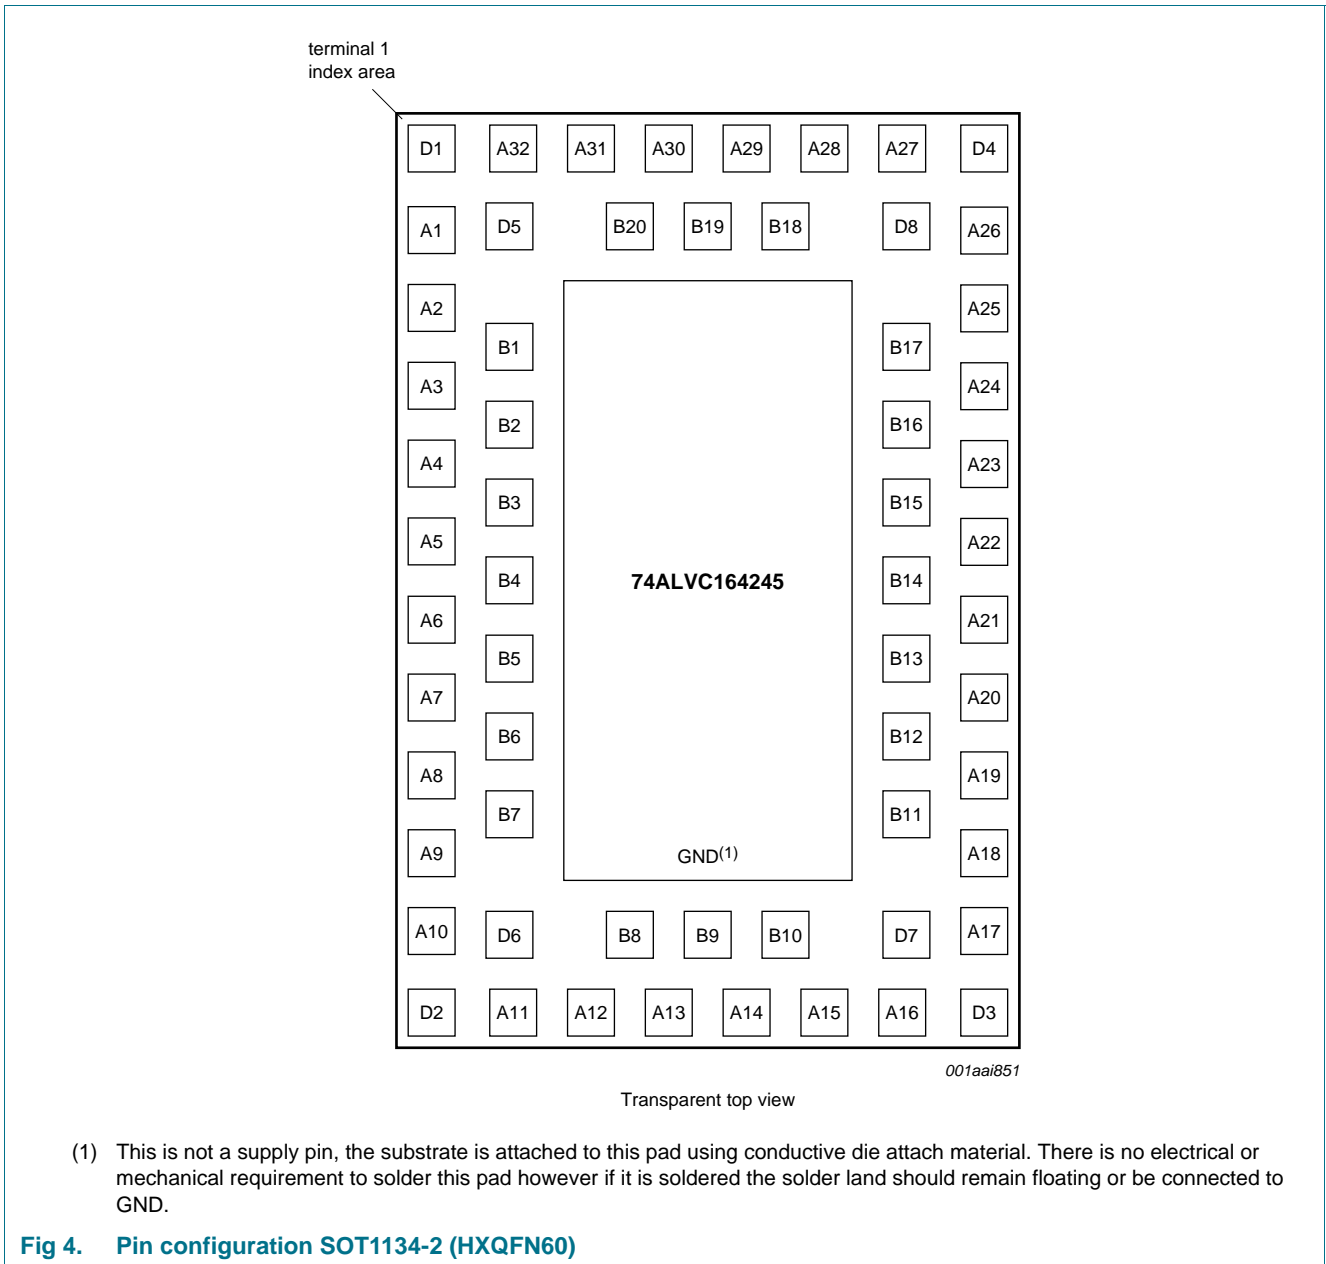 terminal 1
index area
D1 A32 A31 A30 A29 A28 A27 D4
A1 D5 B20 B19 B18 D8 A26
A2 A25
B1 B17
A3 A24
B2 B16
A4 A23
B3 B15
A5 A22
B4 74ALVC164245 B14
A6 A21
B5 B13
A7 A20
B6 B12
A8 A19
B7 B11
A9 GND(1) A18
A10 D6 B8 B9 B10 D7 A17
D2 A11 A12 A13 A14 A15 A16 D3
001aai851
Transparent top view
(1) This is not a supply pin, the substrate is attached to this pad using conductive die attach material. There is no electrical or
mechanical requirement to solder this pad however if it is soldered the solder land should remain floating or be connected to
GND.
Fig 4. Pin configuration SOT1134-2 (HXQFN60)